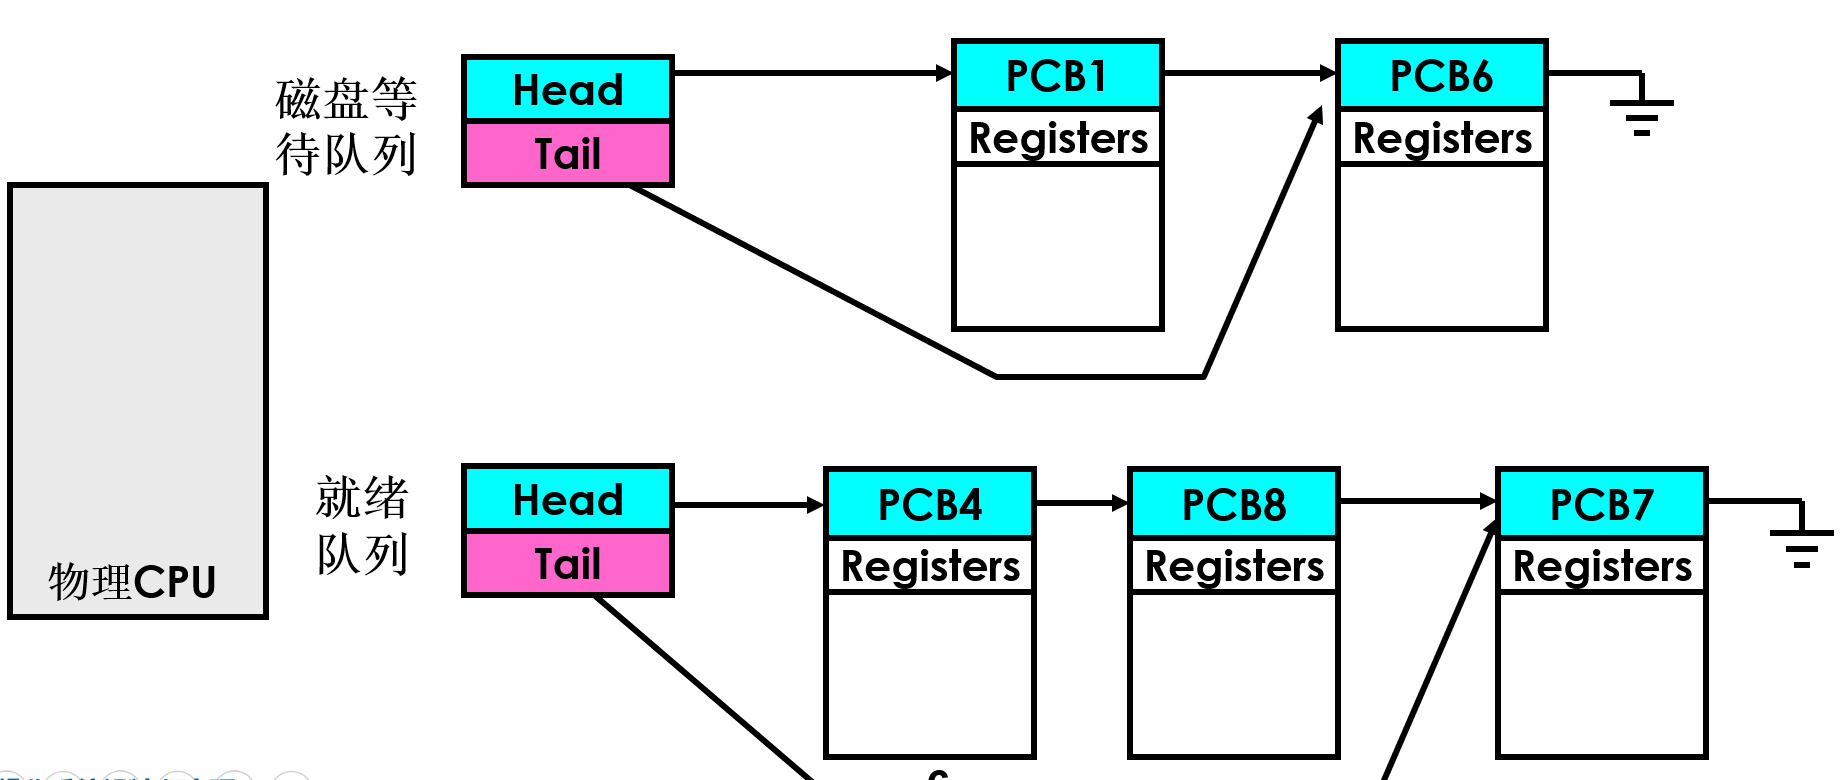 磁盘等
待队列
Head
Tail
PCB1
Registers
PCB6
Registers
物理CPU
就绪
队列
Head
Tail
PCB4
Registers
PCB8
Registers
PCB7
Registers